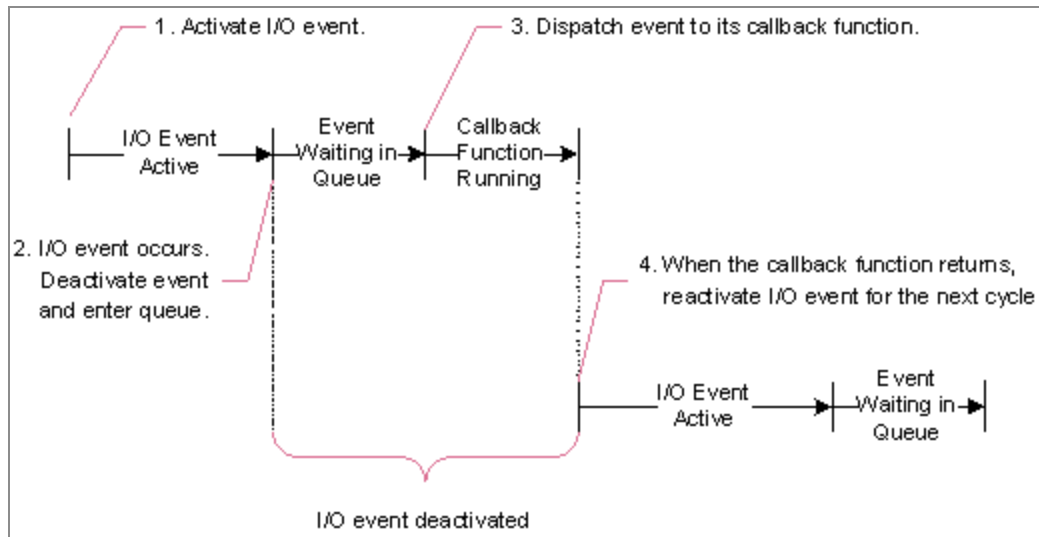 1. Activate I/O event.
3. Dispatch event to its callback function.
I/O Event
Active
Event
Waiting in
Queue
Callback
Function
Running
2. I/O event occurs.
Deactivate event
and enter queue.
4. When the callback function returns,
reactivate I/O event for the next cycle
I/O Event
Active
Event
Waiting in
Queue
I/O event deactivated